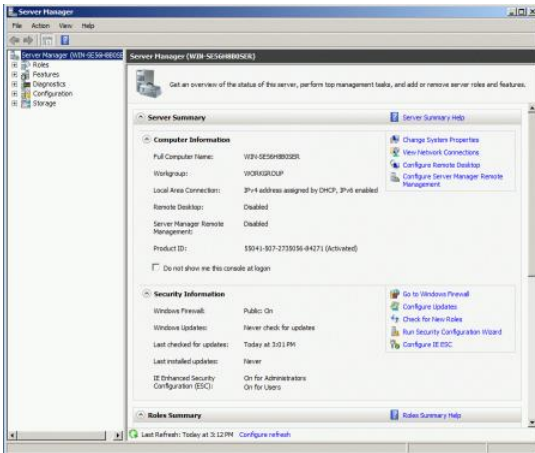 Server Manager
File Action View Help
Server Manager (WIN-SE56H8B0SE
Roles
Features
Diagnostics
Configuration
Storage
Server Manager (WIN-SE56H8B0SER)
Get an overview of the status of this server, perform top management tasks, and add or remove server roles and features.
Server Summary
Server Summary Help
Computer Information
Full Computer Name: WIN-SE56H8B0SER
Workgroup: WORKGROUP
Local Area Connection: IPv4 address assigned by DHCP, IPv6 enabled
Remote Desktop: Disabled
Server Manager Remote
Management:
Disabled
Product ID: 55041-507-2735056-84271 (Activated)
Do not show me this console at logon
Change System Properties
View Network Connections
Configure Remote Desktop
Configure Server Manager Remote
Management
Security Information
Windows Firewall: Public: On
Windows Updates: Never check for updates
Last checked for updates: Today at 3:01 PM
Last installed updates: Never
IE Enhanced Security
Configuration (ESC):
On for Administrators
On for Users
Go to Windows Firewall
Configure Updates
Check for New Roles
Run Security Configuration Wizard
Configure IE ESC
Roles Summary
Roles Summary Help
Last Refresh: Today at 3:12 PM Configure refresh